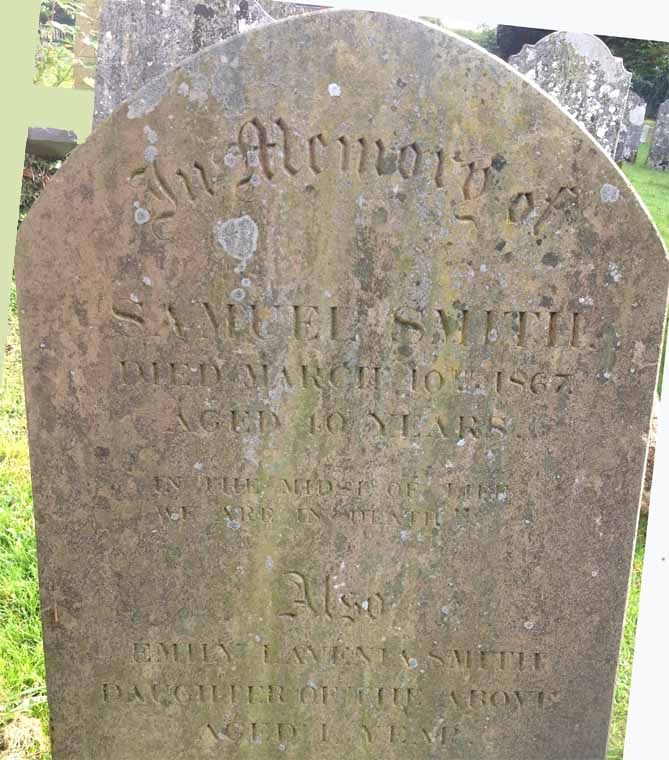 In Memory of
SAMUEL SMITH.
DIED MARCH 10TH 1867.
AGED 40 YEARS.
IN THE MIDST OF LIFE
WE ARE IN DEATH"
Also
EMILY LAVENIA SMITH
DAUGHTER OF THE ABOVE
AGED 1 YEAR.